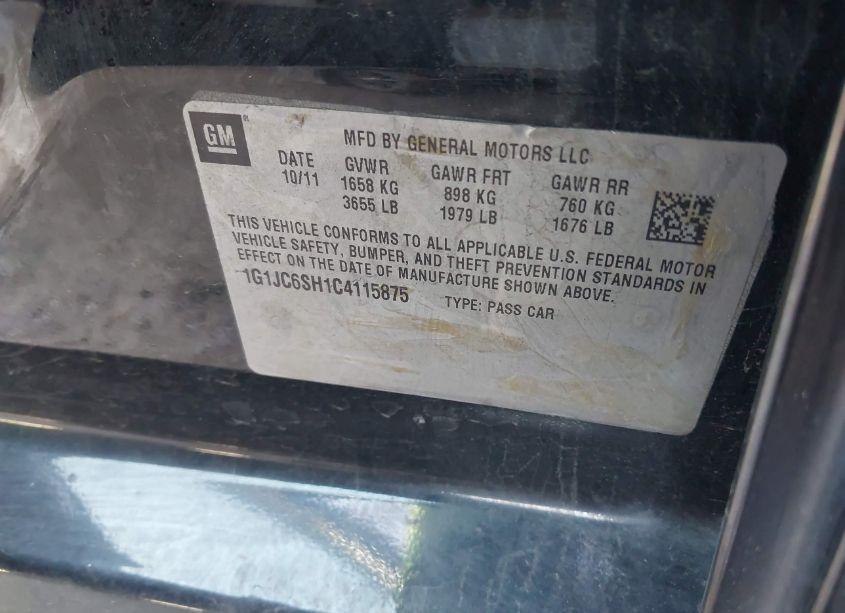 GM
MFD BY GENERAL MOTORS LLC
DATE GVWR GAWR FRT GAWR RR
10/11 1658 KG 898 KG 760 KG
3655 LB 1979 LB 1676 LB
THIS VEHICLE CONFORMS TO ALL APPLICABLE U.S. FEDERAL MOTOR
VEHICLE SAFETY, BUMPER, AND THEFT PREVENTION STANDARDS IN
EFFECT ON THE DATE OF MANUFACTURE SHOWN ABOVE.
1G1JC6SH1C4115875 TYPE: PASS CAR